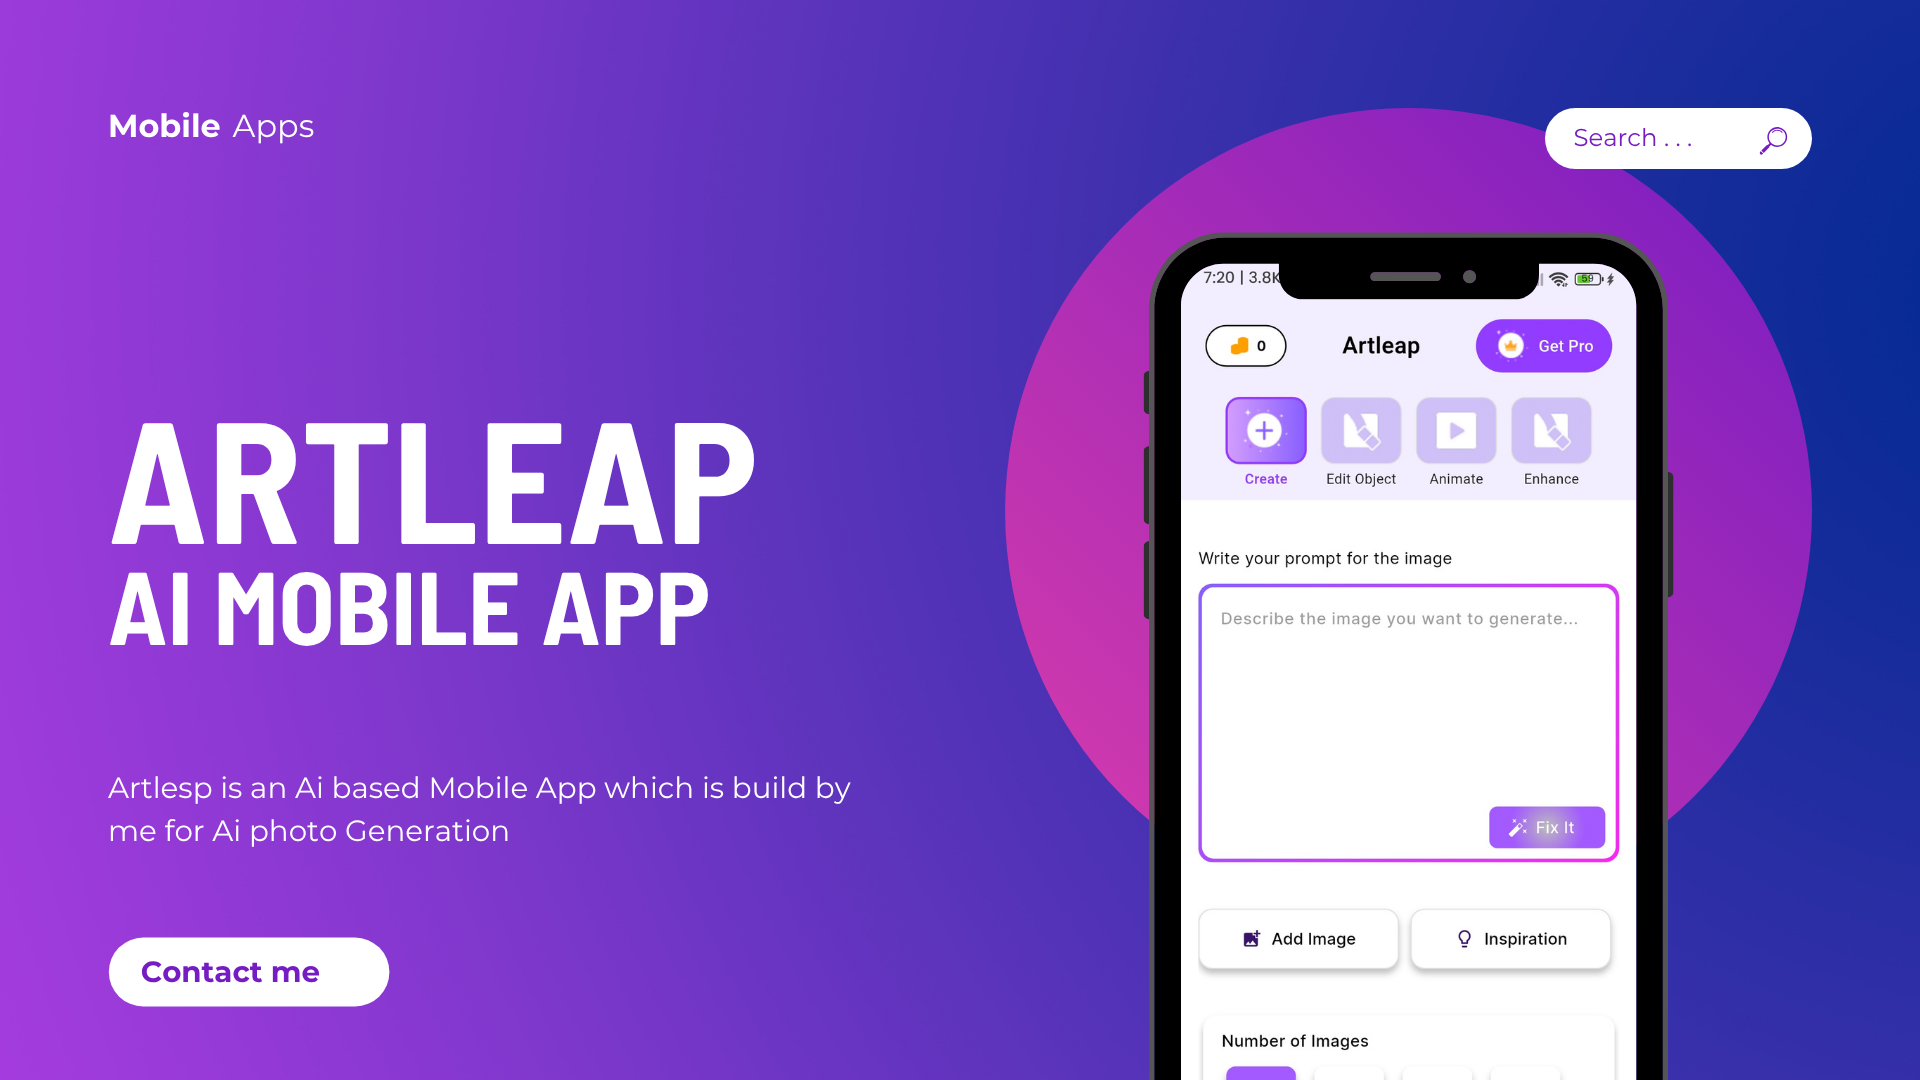 Mobile Apps
Search . . .
ARTLEAP
AI MOBILE APP
Artlesp is an Ai based Mobile App which is build by
me for Ai photo Generation
Contact me
7:20 | 3.8K
59
0
Artleap
Get Pro
Create
Edit Object
Animate
Enhance
Write your prompt for the image
Describe the image you want to generate...
Fix It
Add Image
Inspiration
Number of Images